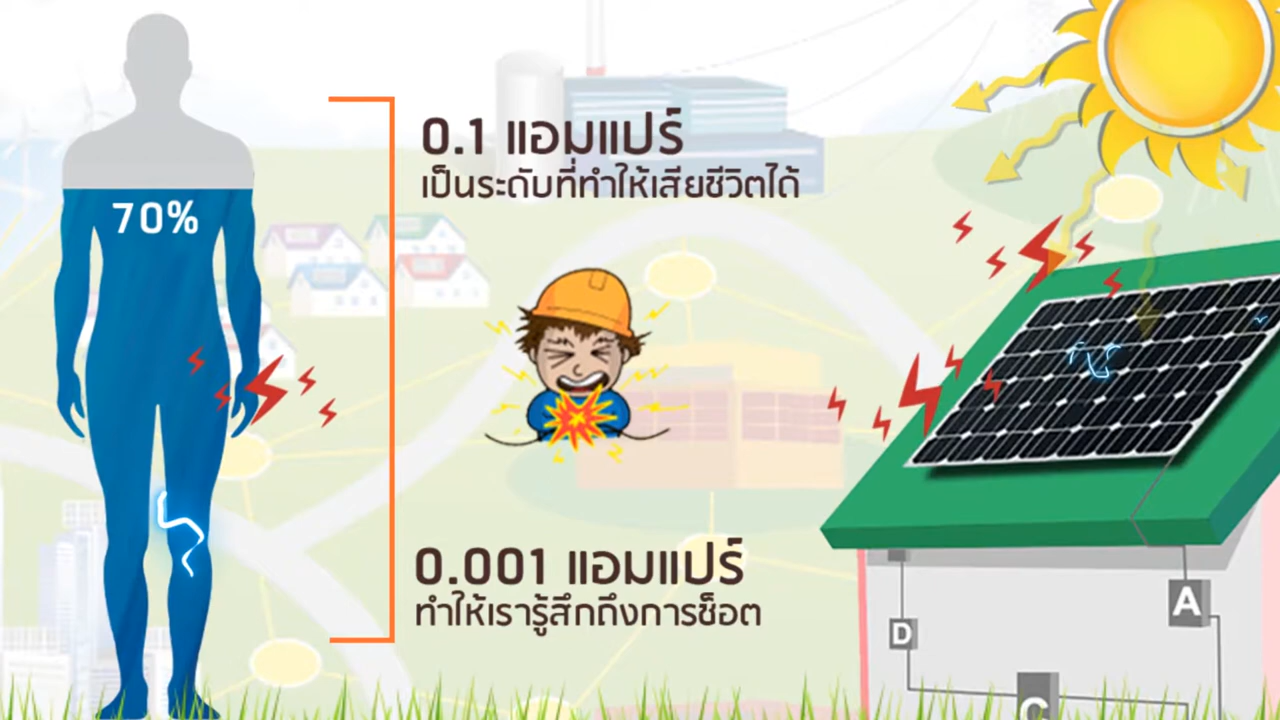 70%
0.1 แอมแปร์
เป็นระดับที่ทำให้เสียชีวิตได้
0.001 แอมแปร์
ทำให้เรารู้สึกถึงการช็อต
A
D
C